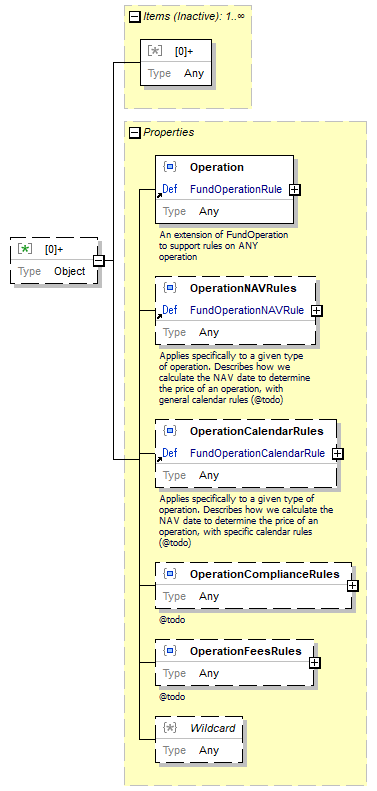 Items (Inactive): 1..∞
[0]+
Type Any
Properties
Operation
Def FundOperationRule
Type Any
An extension of FundOperation
to support rules on ANY
operation
[0]+
Type Object
OperationNAVRules
Def FundOperationNAVRule
Type Any
Applies specifically to a given type
of operation. Describes how we
calculate the NAV date to determine
the price of an operation, with
general calendar rules (@todo)
OperationCalendarRules
Def FundOperationCalendarRule
Type Any
Applies specifically to a given type of
operation. Describes how we calculate the
NAV date to determine the price of an
operation, with specific calendar rules
(@todo)
OperationComplianceRules
Type Any
@todo
OperationFeesRules
Type Any
@todo
Wildcard
Type Any